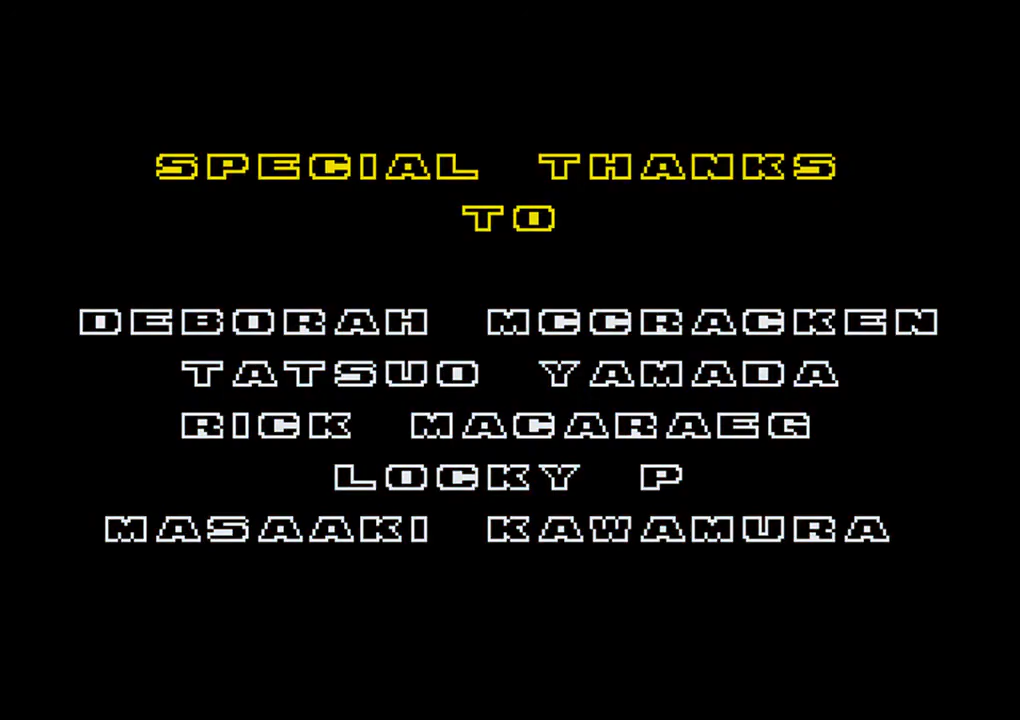 SPECIAL THANKS
TO
DEBORAH MCCRACKEN
TATSUO YAMADA
RICK MACARAEG
LOCKY P
MASAAKI KAWAMURA